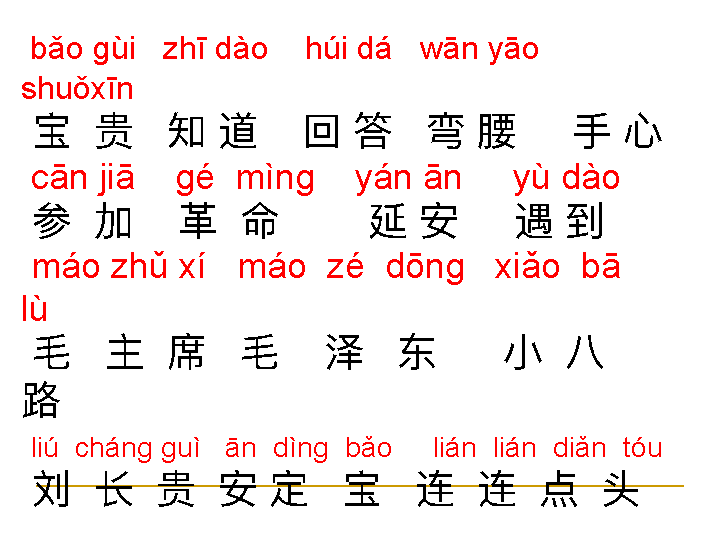 bǎo gùi zhī dào húi dá wān yāo
shuǒxīn
宝 贵 知 道 回 答 弯 腰 手 心
cān jiā gé mìng yán ān yù dào
参 加 革 命 延 安 遇 到
máo zhǔ xí máo zé dōng xiǎo bā
lù
毛 主 席 毛 泽 东 小 八
路
liú cháng guì ān dìng bǎo lián lián diǎn tóu
刘 长 贵 安 定 宝 连 连 点 头